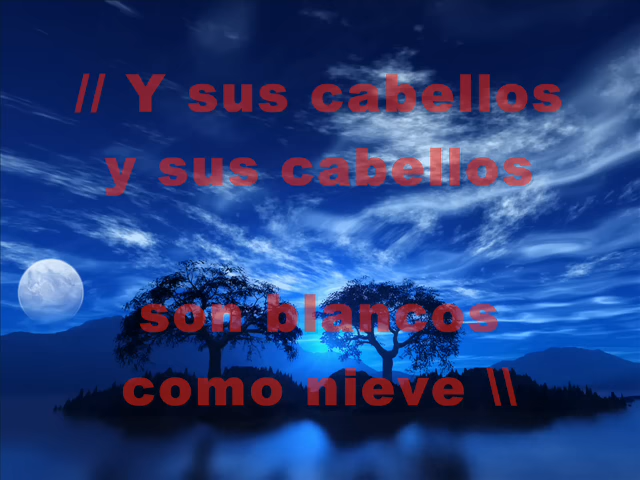 // Y sus cabellos
y sus cabellos
son blancos
como nieve \\